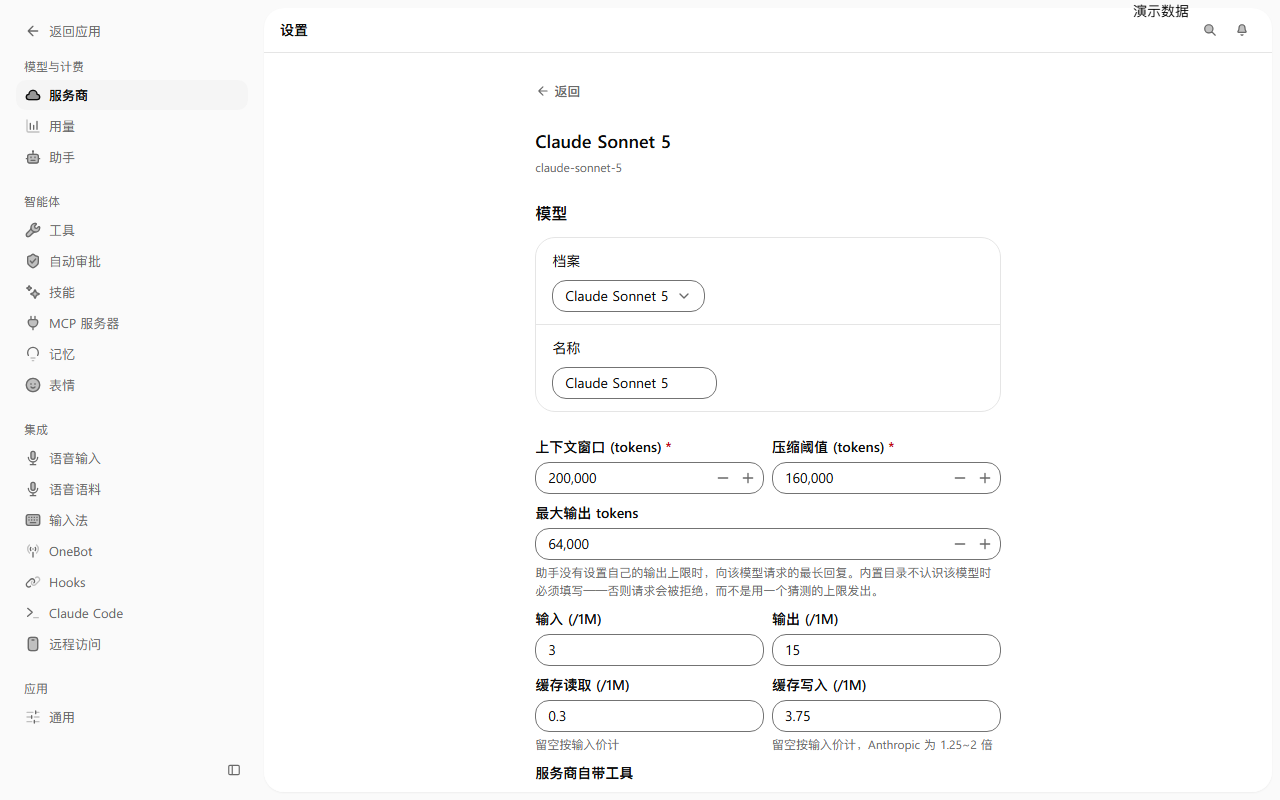 演示数据
返回应用
模型与计费
服务商
用量
助手
智能体
工具
自动审批
技能
MCP 服务器
记忆
表情
集成
语音输入
语音语料
输入法
OneBot
Hooks
Claude Code
远程访问
应用
通用
设置
返回
Claude Sonnet 5
claude-sonnet-5
模型
档案
Claude Sonnet 5
名称
Claude Sonnet 5
上下文窗口 (tokens) *
压缩阈值 (tokens) *
200,000
160,000
最大输出 tokens
64,000
助手没有设置自己的输出上限时，向该模型请求的最长回复。内置目录不认识该模型时
必须填写——否则请求会被拒绝，而不是用一个猜测的上限发出。
输入 (/1M)
输出 (/1M)
3
15
缓存读取 (/1M)
缓存写入 (/1M)
0.3
3.75
留空按输入价计
留空按输入价计，Anthropic 为 1.25~2 倍
服务商自带工具